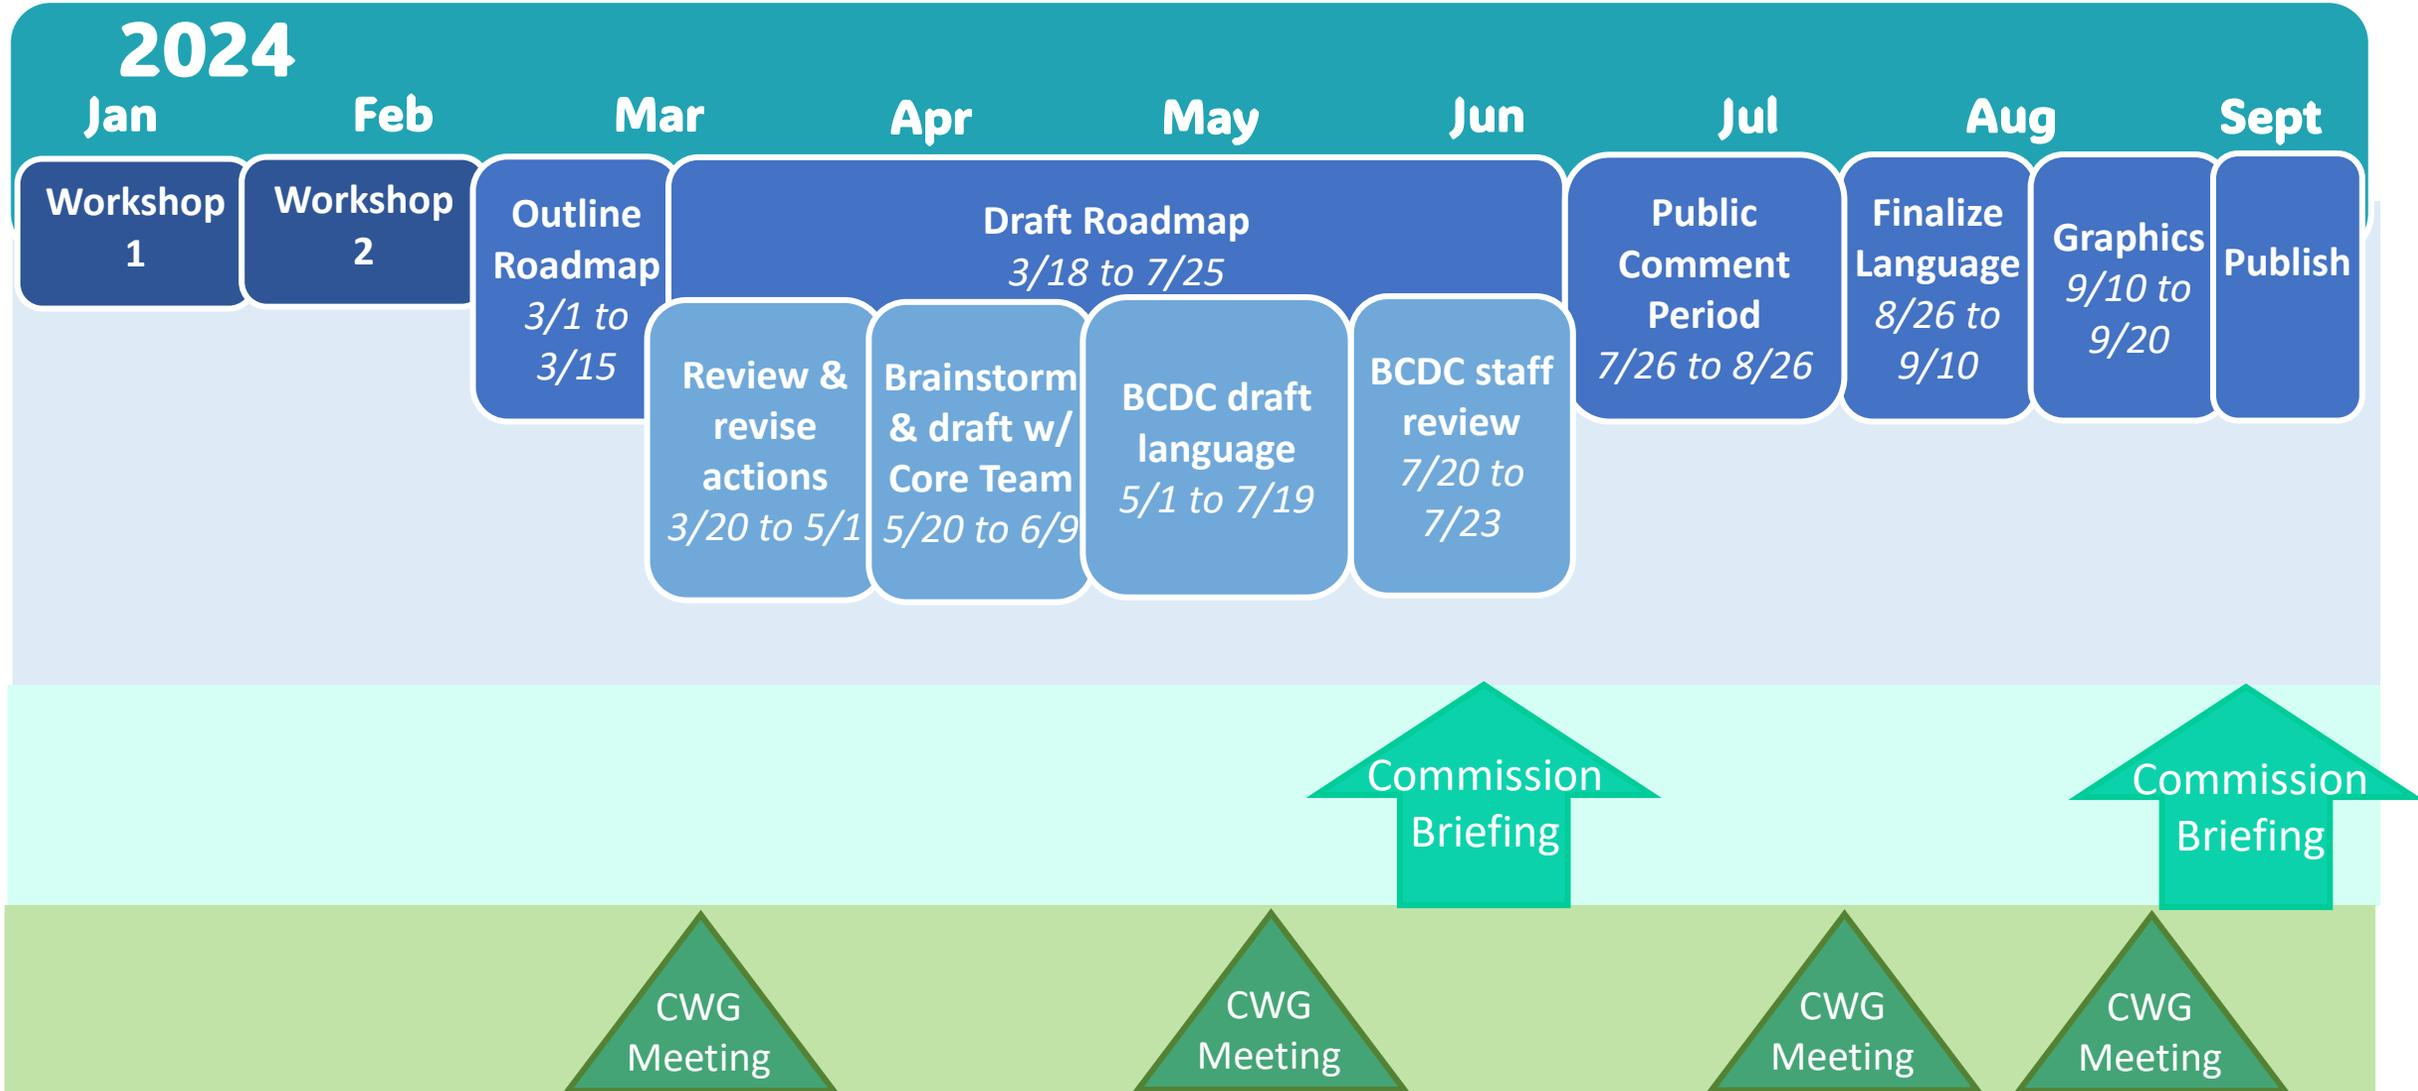 2024
Jan Feb Mar Apr May Jun Jul Aug Sept
Workshop
1
Workshop
2
Outline
Roadmap
3/1 to
3/15
Draft Roadmap
3/18 to 7/25
Review &
revise
actions
3/20 to 5/1
Brainstorm
& draft w/
Core Team
5/20 to 6/9
BCDC draft
language
5/1 to 7/19
BCDC staff
review
7/20 to
7/23
Public
Comment
Period
7/26 to 8/26
Finalize
Language
8/26 to
9/10
Graphics
9/10 to
9/20
Publish
Commission
Briefing
Commission
Briefing
CWG
Meeting
CWG
Meeting
CWG
Meeting
CWG
Meeting